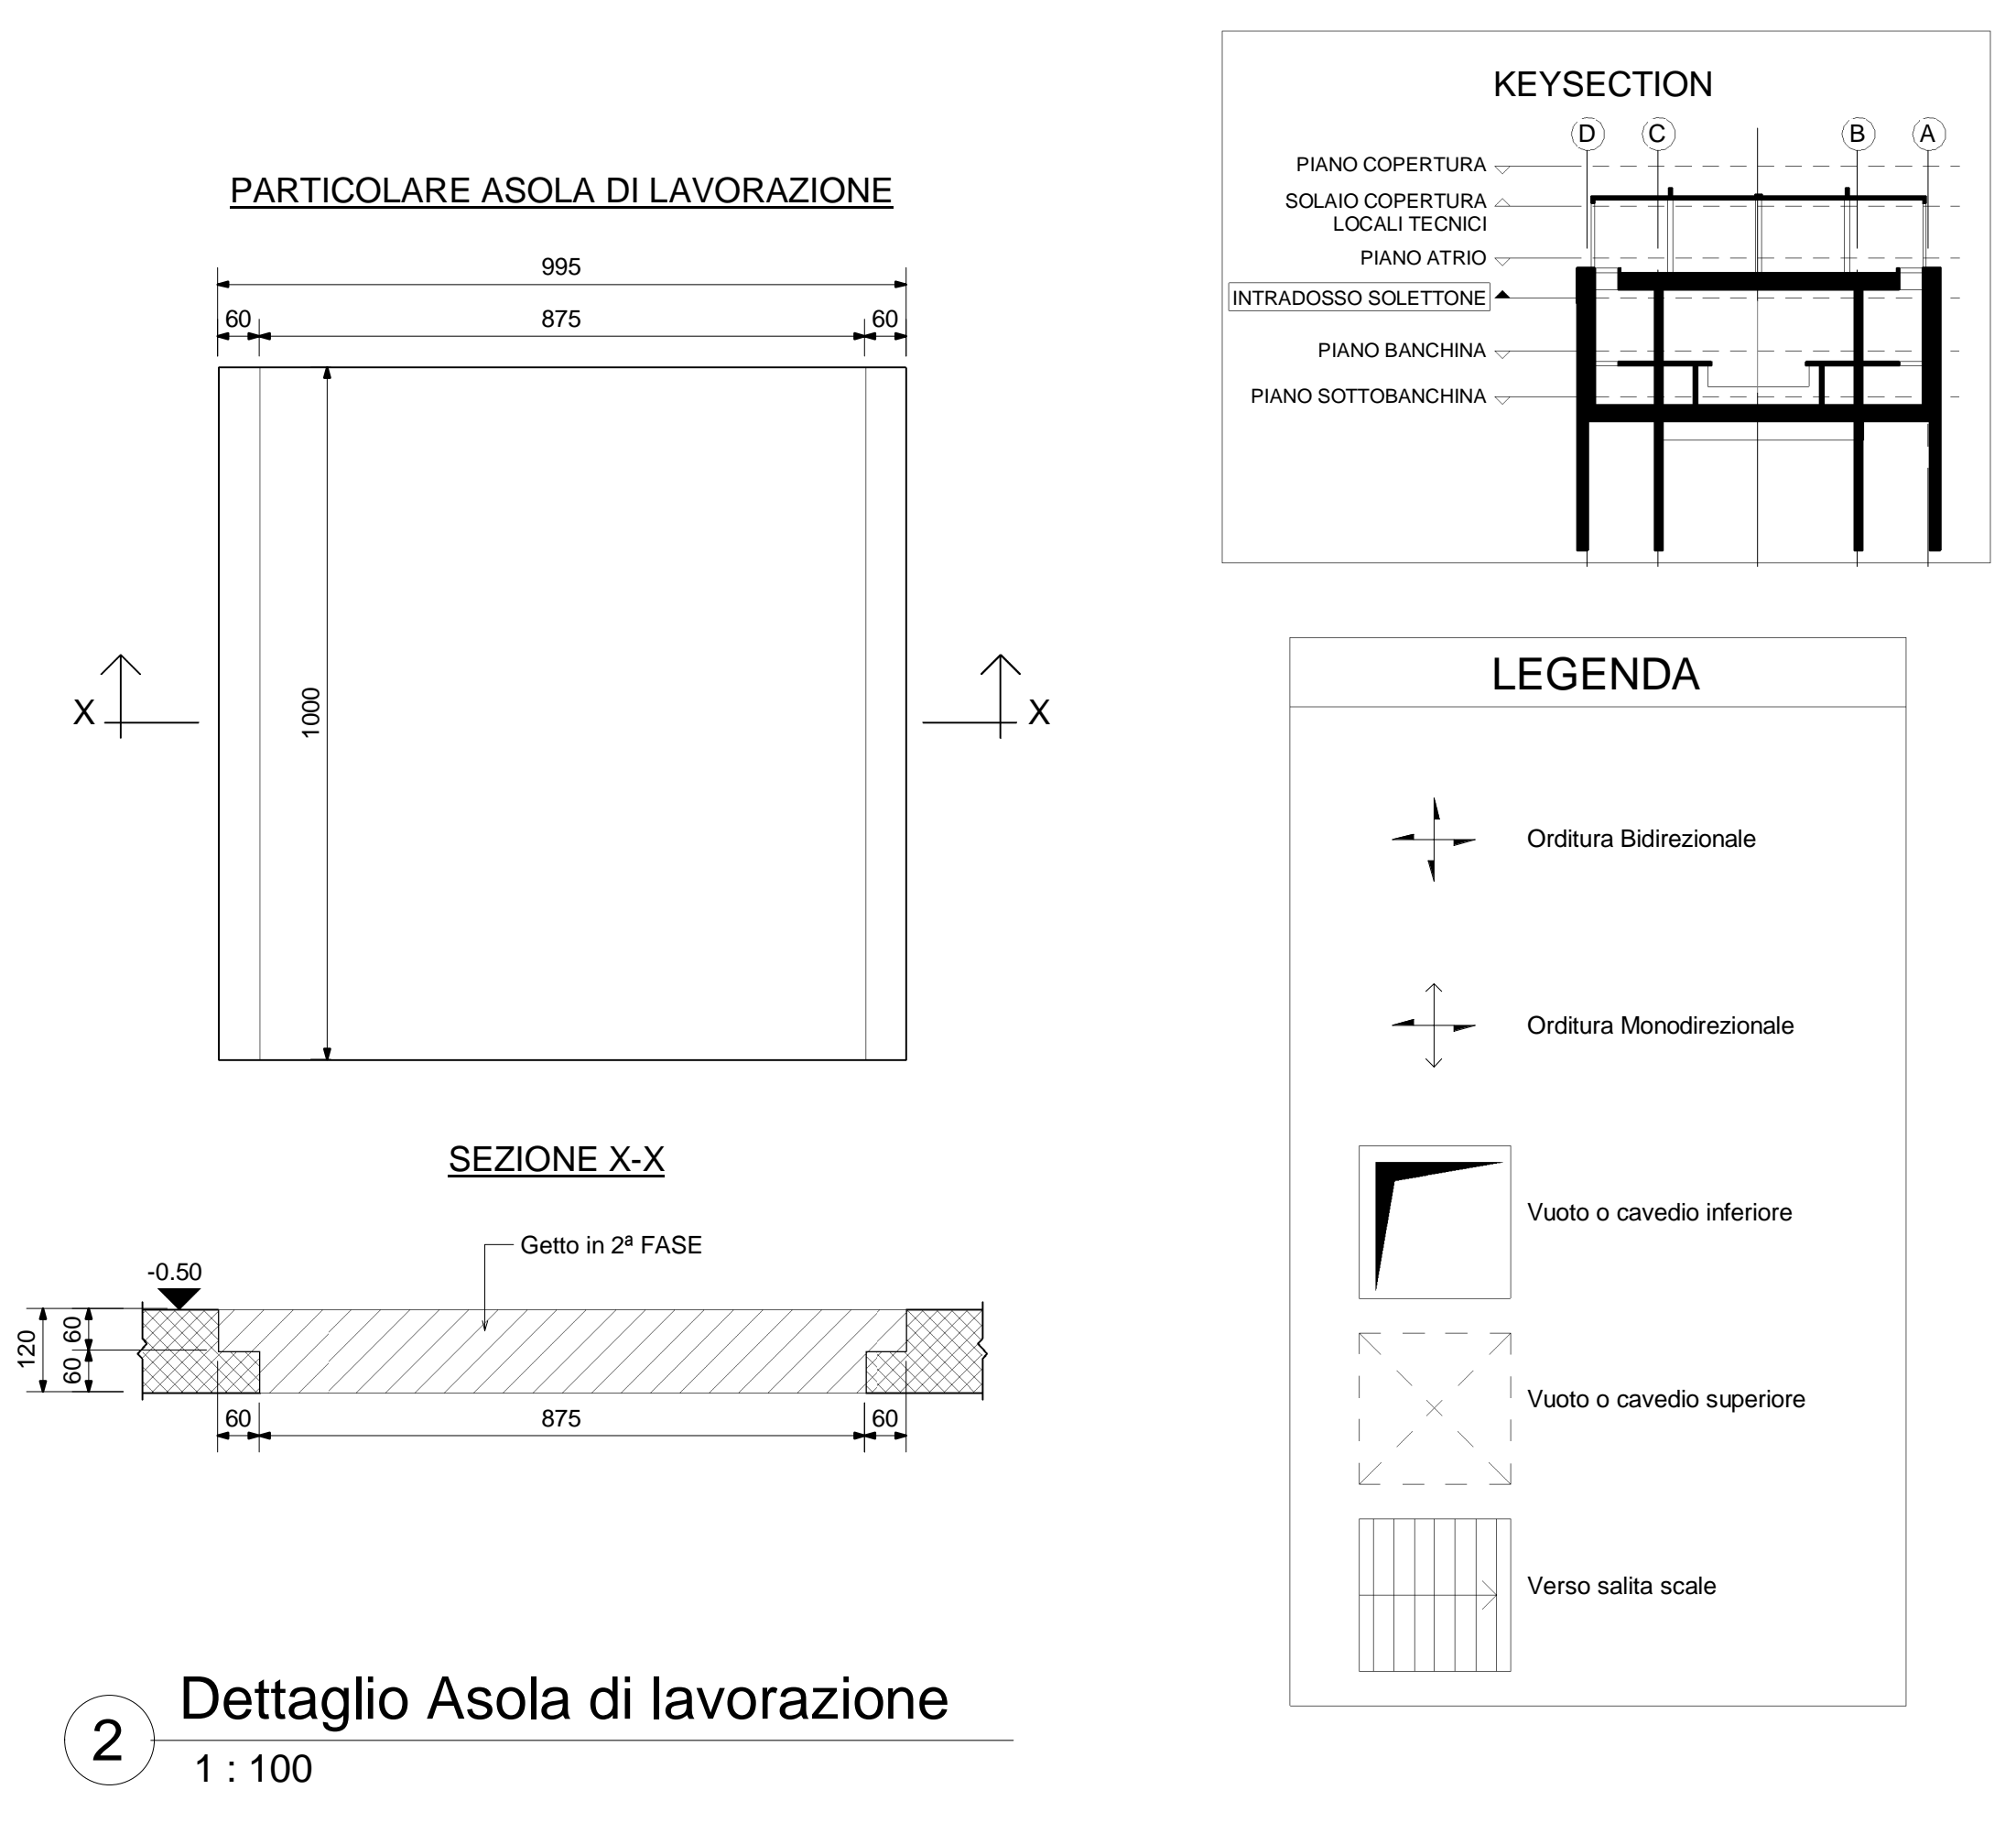 PARTICOLARE ASOLA DI LAVORAZIONE
995
60
875
60
1000
X
X
SEZIONE X-X
Getto in 2ª FASE
-0.50
120
60
60
60
875
60
2
Dettaglio Asola di lavorazione
1 : 100
KEYSECTION
D
C
B
A
PIANO COPERTURA
SOLAIO COPERTURA
LOCALI TECNICI
PIANO ATRIO
INTRADOSSO SOLETTONE
PIANO BANCHINA
PIANO SOTTOBANCHINA
LEGENDA
Orditura Bidirezionale
Orditura Monodirezionale
Vuoto o cavedio inferiore
Vuoto o cavedio superiore
Verso salita scale